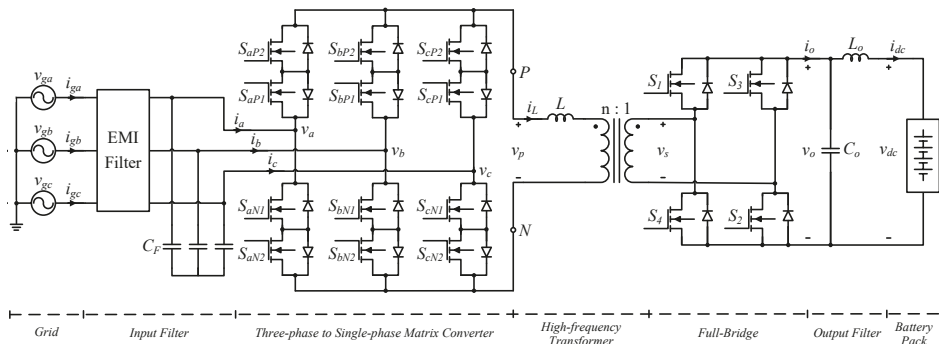 S_aP2 S_bP2 S_cP2
S_aP1 S_bP1 S_cP1
S_aN1 S_bN1 S_cN1
S_aN2 S_bN2 S_cN2
v_ga i_ga
v_gb i_gb
v_gc i_gc
EMI
Filter
C_F
i_a v_a
i_b v_b
i_c v_c
P
N
i_L L
n : 1
+ v_p -
+ v_s -
S_1 S_3
S_4 S_2
i_o L_o i_dc
+ v_o - C_o
+ v_dc -
Grid
Input Filter
Three-phase to Single-phase Matrix Converter
High-frequency
Transformer
Full-Bridge
Output Filter
Battery
Pack